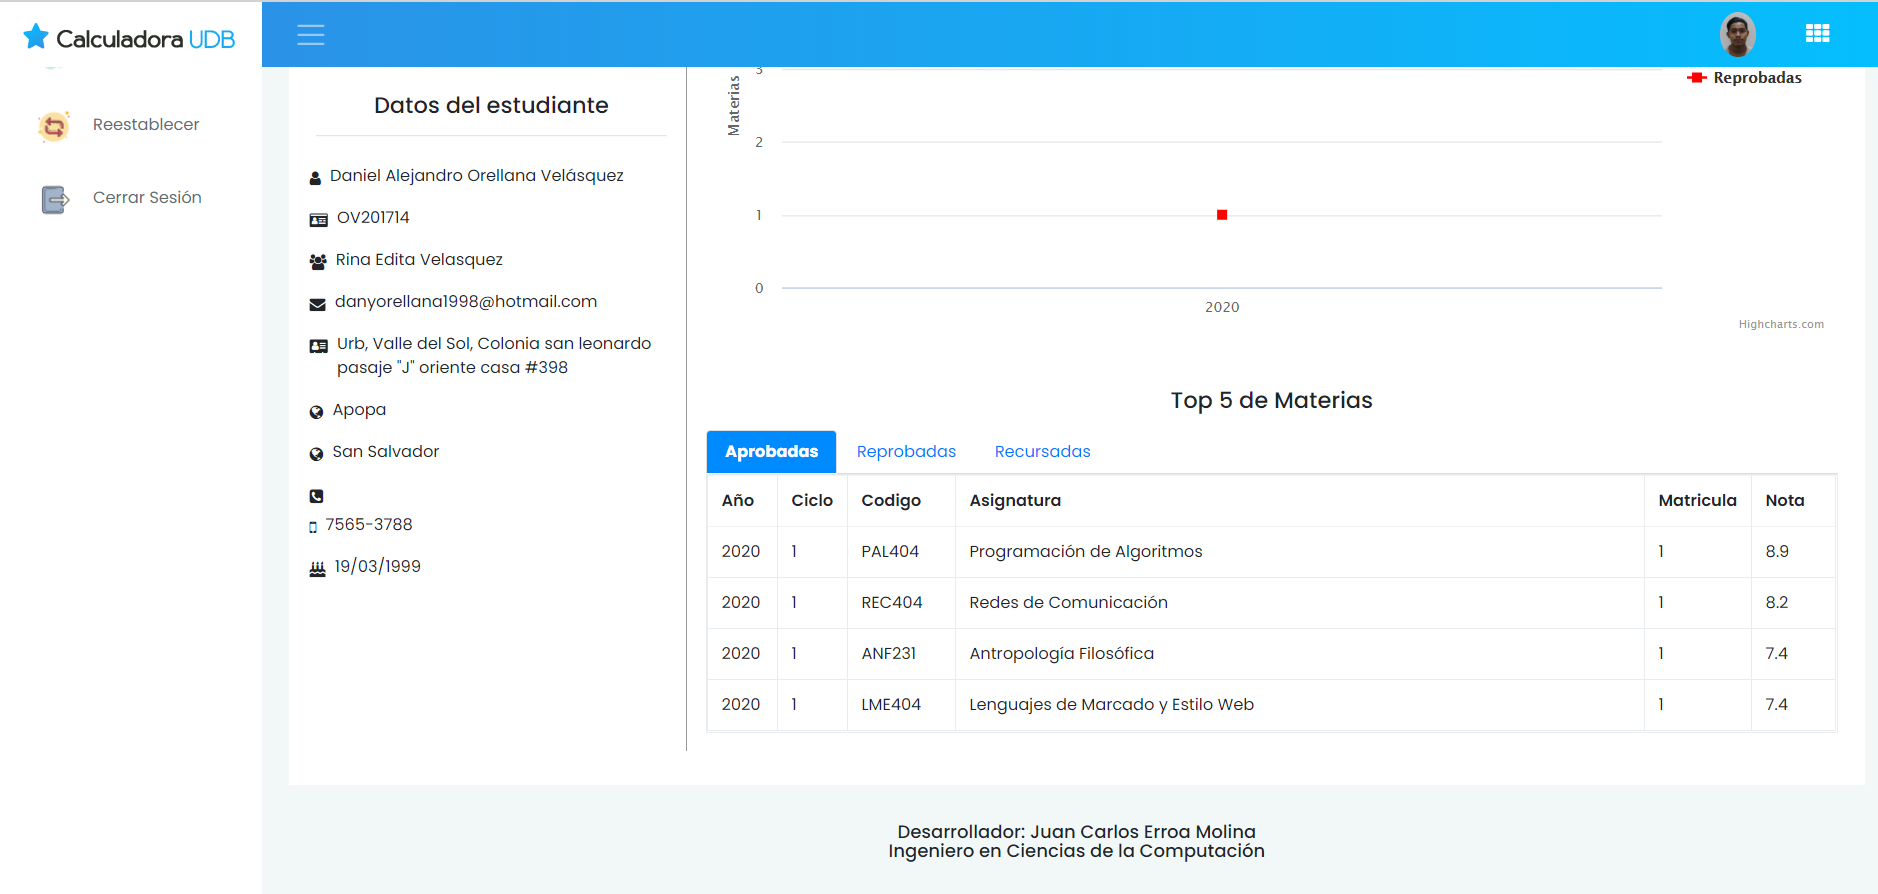 Calculadora UDB
Reestablecer
Cerrar Sesión
Datos del estudiante
Daniel Alejandro Orellana Velásquez
OV201714
Rina Edita Velasquez
danyorellana1998@hotmail.com
Urb, Valle del Sol, Colonia san leonardo
pasaje "J" oriente casa #398
Apopa
San Salvador
7565-3788
19/03/1999
Materias
3
2
1
0
2020
Reprobadas
Highcharts.com
Top 5 de Materias
Aprobadas Reprobadas Recursadas
Año Ciclo Codigo Asignatura Matricula Nota
2020 1 PAL404 Programación de Algoritmos 1 8.9
2020 1 REC404 Redes de Comunicación 1 8.2
2020 1 ANF231 Antropología Filosófica 1 7.4
2020 1 LME404 Lenguajes de Marcado y Estilo Web 1 7.4
Desarrollador: Juan Carlos Erroa Molina
Ingeniero en Ciencias de la Computación